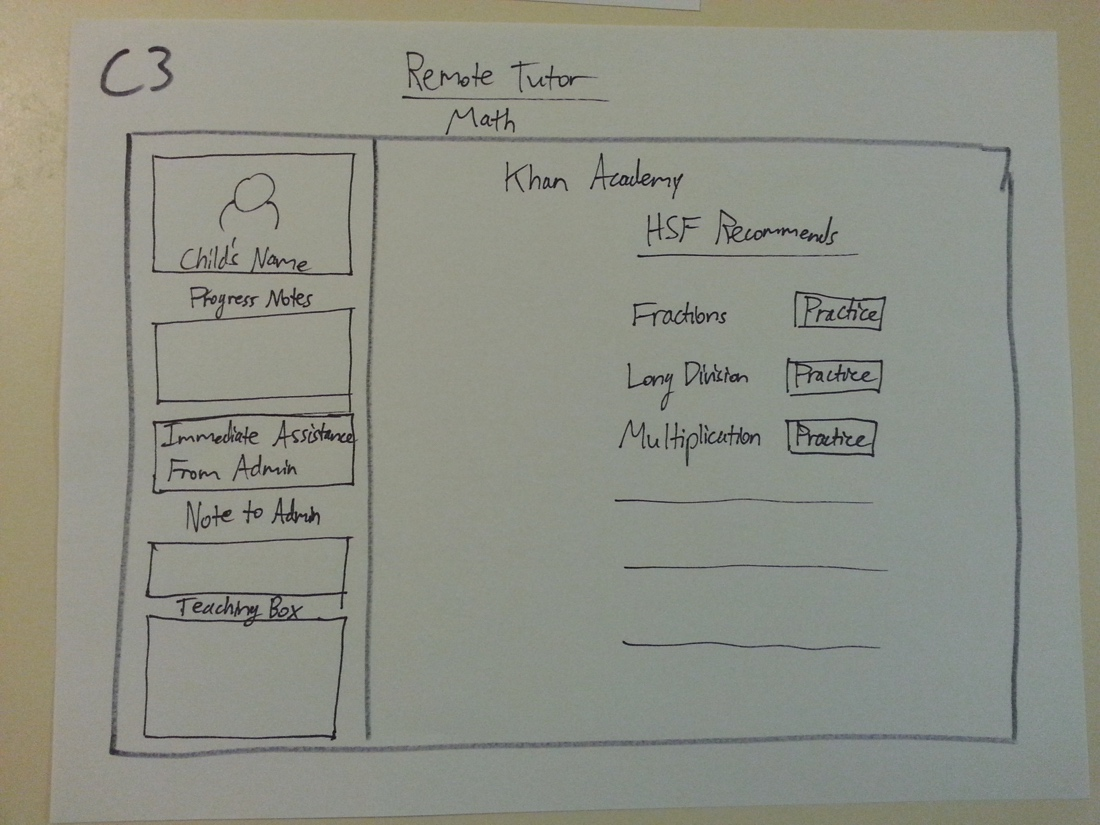 C3
Remote Tutor
Math
Child's Name
Progress Notes
Immediate Assistance
From Admin
Note to Admin
Teaching Box
Khan Academy
HSF Recommends
Fractions Practice
Long Division Practice
Multiplication Practice